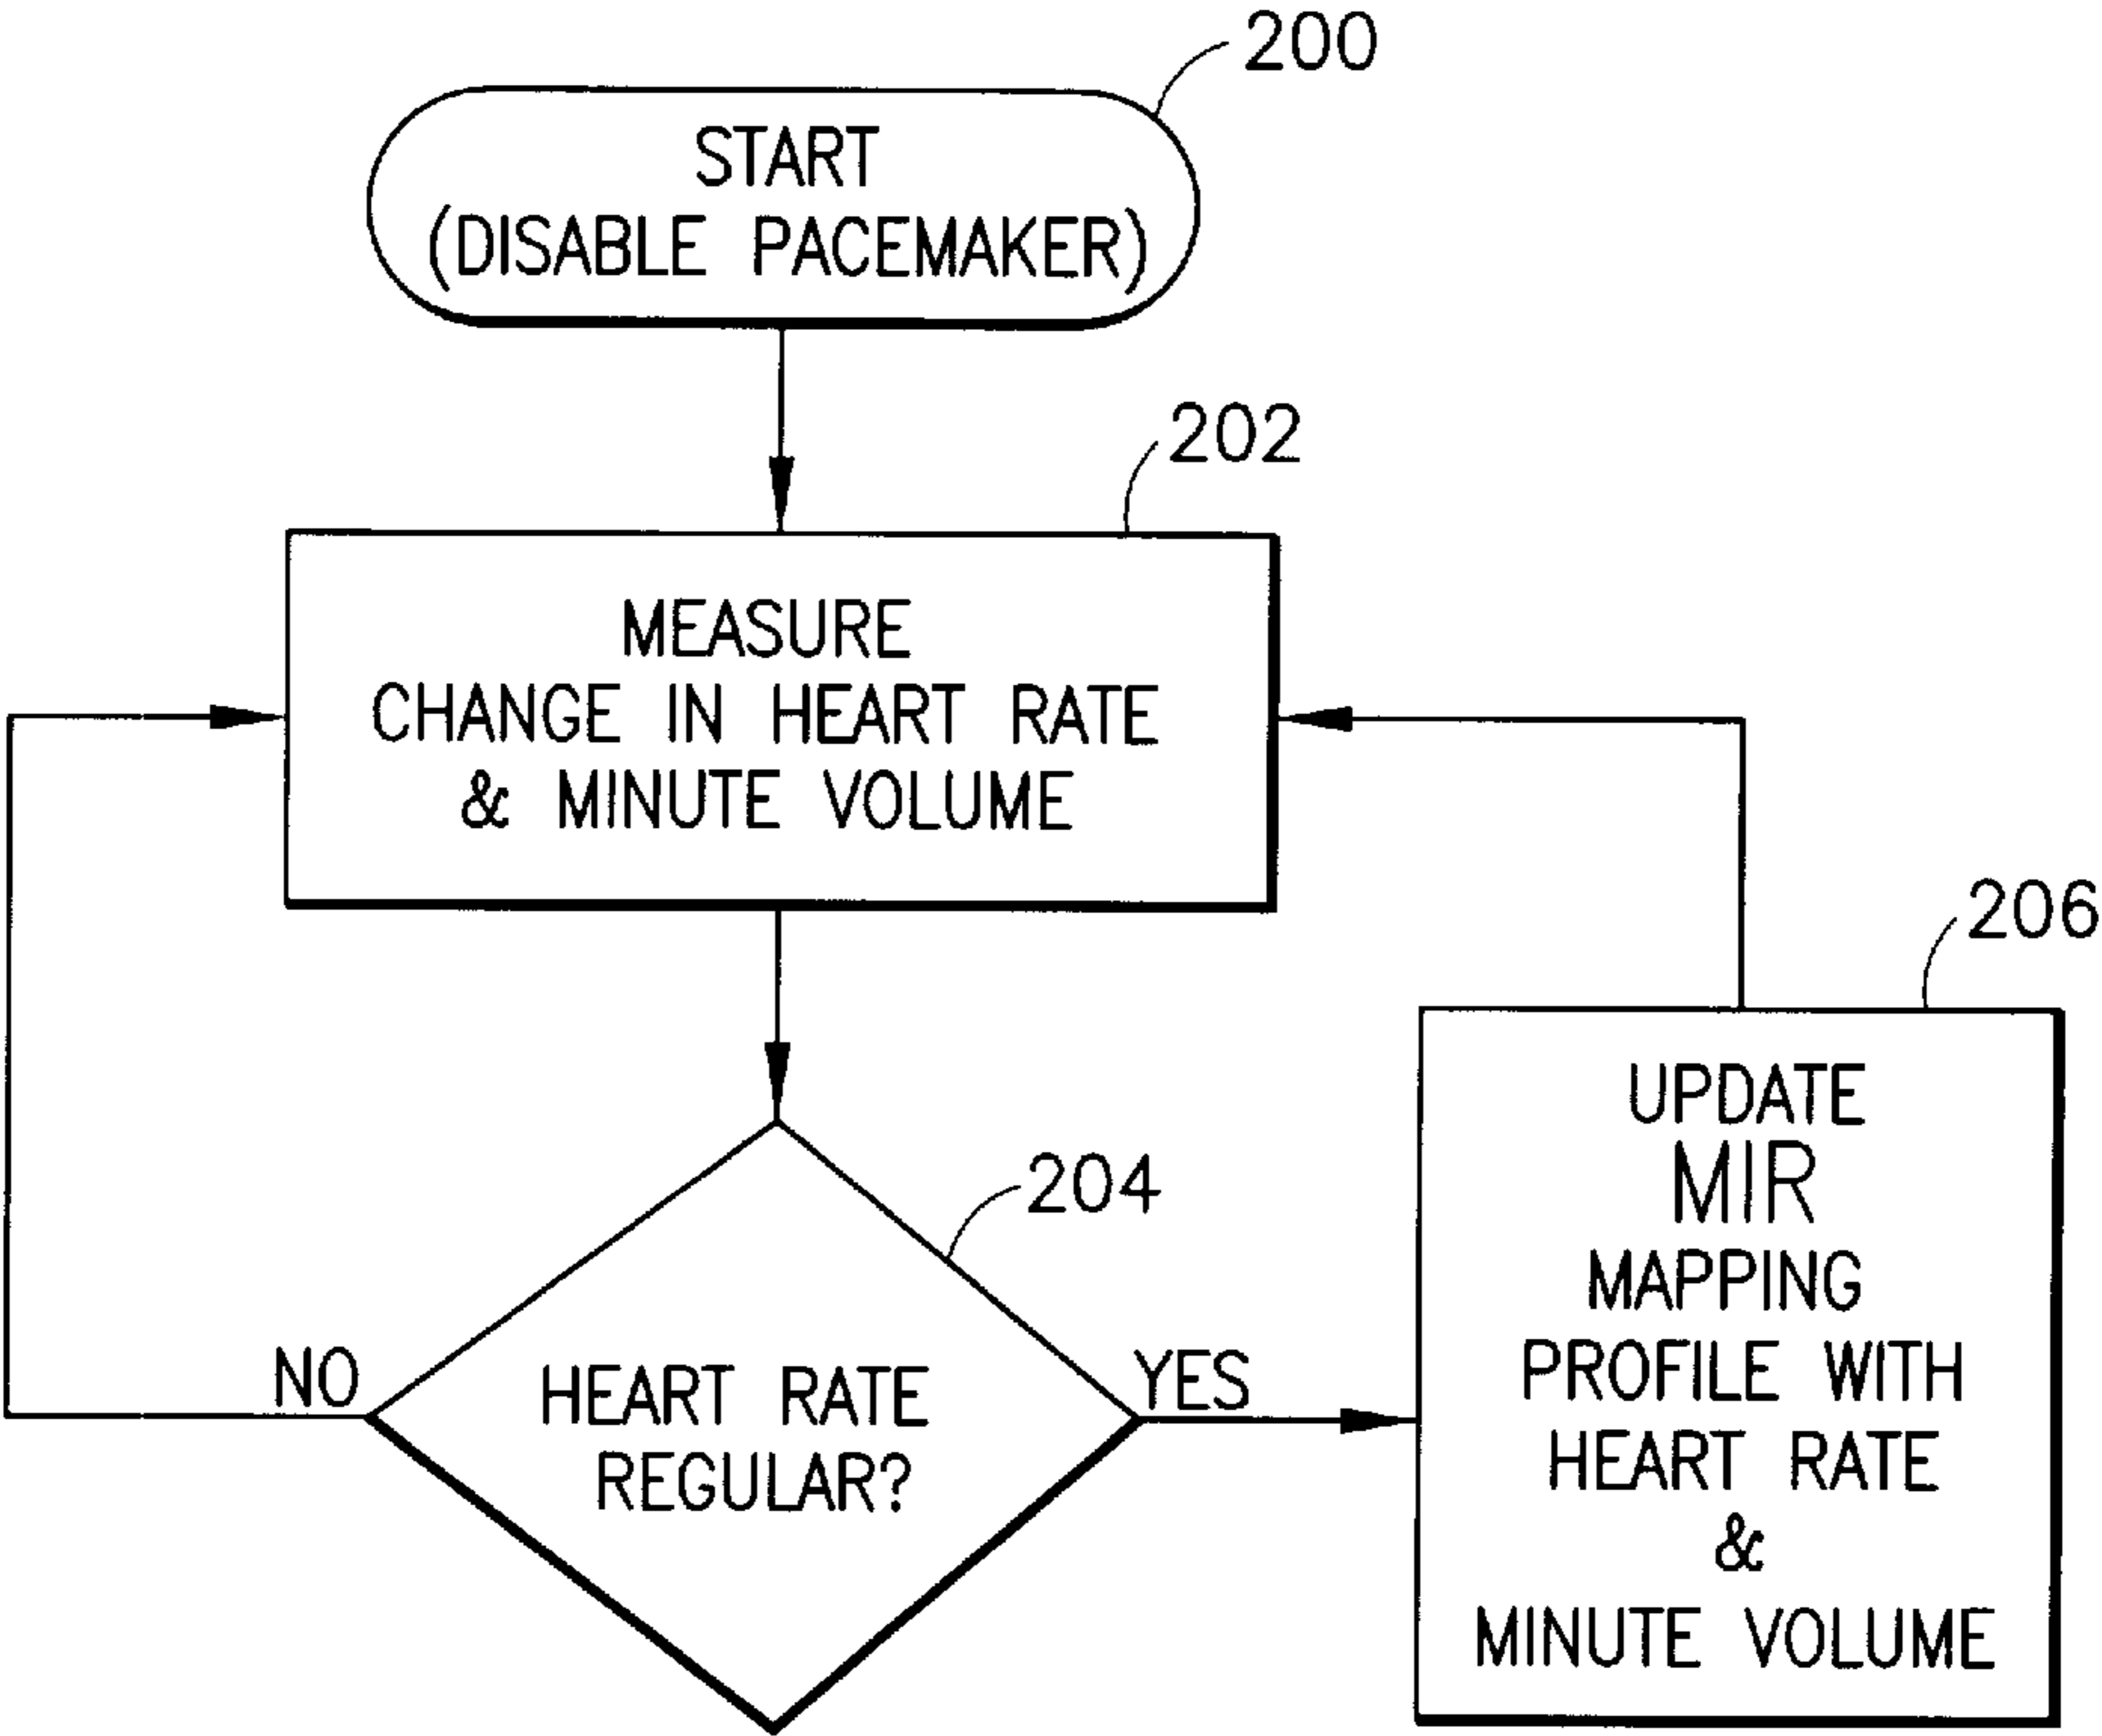 200
START
(DISABLE PACEMAKER)
202
MEASURE
CHANGE IN HEART RATE
& MINUTE VOLUME
204
HEART RATE
REGULAR?
NO
YES
206
UPDATE
MIR
MAPPING
PROFILE WITH
HEART RATE
&
MINUTE VOLUME